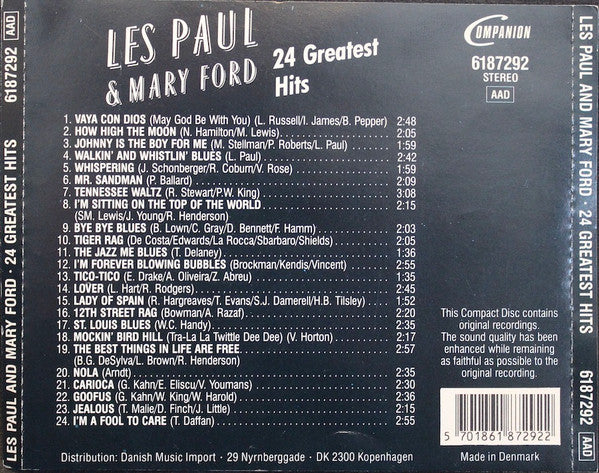 LES PAUL
& MARY FORD
24 Greatest
Hits
COMPANION
6187292
STEREO
AAD
1. VAYA CON DIOS (May God Be With You) (L. Russell/I. James/B. Pepper) 2:48
2. HOW HIGH THE MOON (N. Hamilton/M. Lewis) 2:05
3. JOHNNY IS THE BOY FOR ME (M. Stellman/P. Roberts/L. Paul) 1:59
4. WALKIN' AND WHISTLIN' BLUES (L. Paul) 2:42
5. WHISPERING (J. Schonberger/R. Coburn/V. Rose) 1:59
6. MR. SANDMAN (P. Ballard) 2:09
7. TENNESSEE WALTZ (R. Stewart/P.W. King) 3:08
8. I'M SITTING ON THE TOP OF THE WORLD 2:15
(SM. Lewis/J. Young/R. Henderson)
9. BYE BYE BLUES (B. Lown/C. Gray/D. Bennett/F. Hamm) 2:03
10. TIGER RAG (De Costa/Edwards/La Rocca/Sbarbaro/Shields) 2:05
11. THE JAZZ ME BLUES (T. Delaney) 1:36
12. I'M FOREVER BLOWING BUBBLES (Brockman/Kendis/Vincent) 2:55
13. TICO-TICO (E. Drake/A. Oliveira/Z. Abreu) 1:35
14. LOVER (L. Hart/R. Rodgers) 2:45
15. LADY OF SPAIN (R. Hargreaves/T. Evans/S.J. Damerell/H.B. Tilsley) 1:52
16. 12TH STREET RAG (Bowman/A. Razaf) 2:20
17. ST. LOUIS BLUES (W.C. Handy) 2:35
18. MOCKIN' BIRD HILL (Tra-La La Twittle Dee Dee) (V. Horton) 2:17
19. THE BEST THINGS IN LIFE ARE FREE 2:57
(B.G. DeSylva/L. Brown/R. Henderson)
20. NOLA (Arndt) 2:35
21. CARIOCA (G. Kahn/E. Eliscu/V. Youmans) 2:30
22. GOOFUS (G. Kahn/W. King/W. Harold) 2:35
23. JEALOUS (T. Malie/D. Finch/J. Little) 2:15
24. I'M A FOOL TO CARE (T. Daffan) 2:55
This Compact Disc contains
original recordings.
The sound quality has been
enhanced while remaining
as faithful as possible to the
original recording.
5 701861 872922
Distribution: Danish Music Import · 29 Nyrnberggade · DK 2300 Kopenhagen
Made in Denmark
LES PAUL AND MARY FORD · 24 GREATEST HITS 6187292 AAD
LES PAUL AND MARY FORD · 24 GREATEST HITS 6187292 AAD